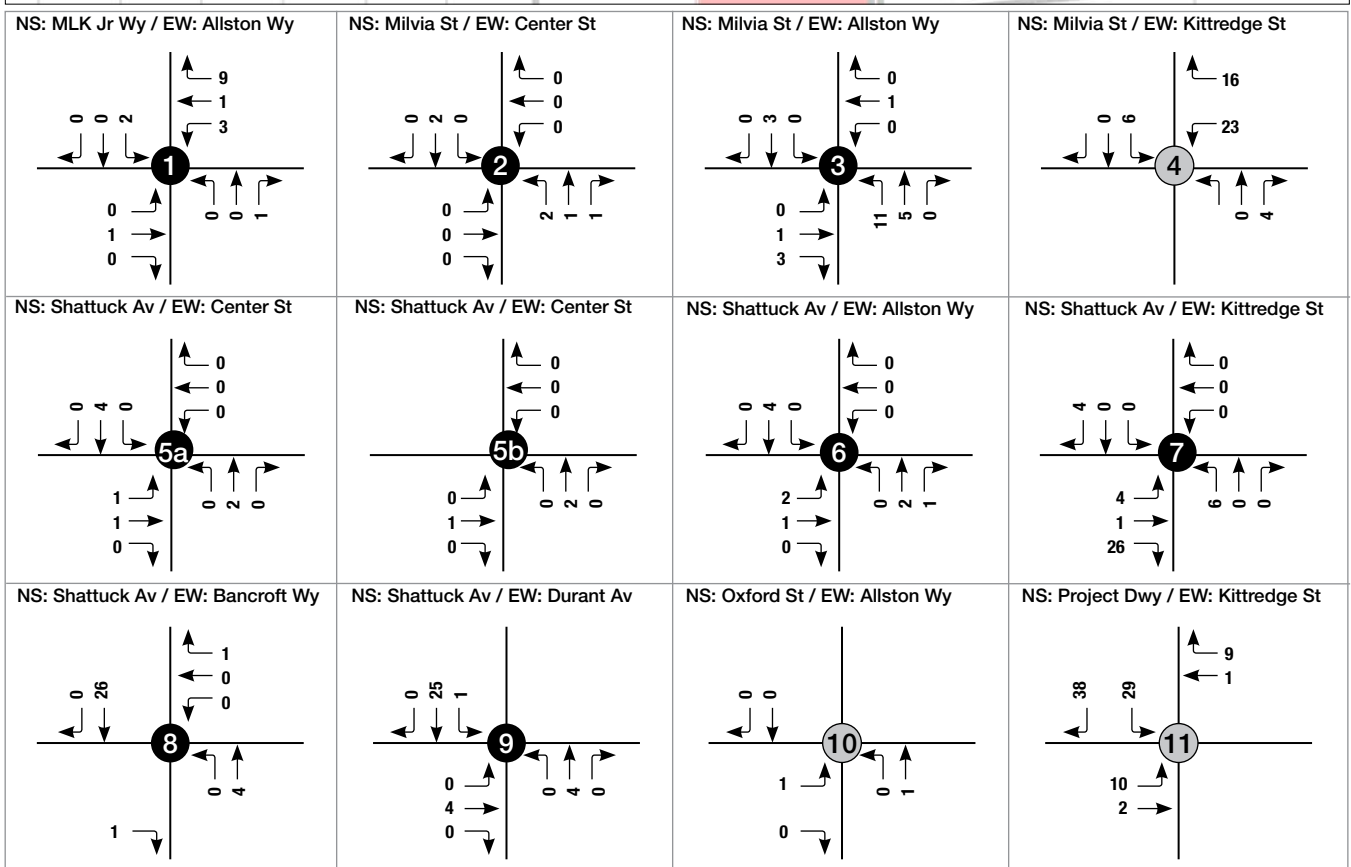 NS: MLK Jr Wy / EW: Allston Wy
9
1
3
0 0 2
1
0
1
0
0 0 1
NS: Milvia St / EW: Center St
0
0
0
0 2 0
2
0
0
0
2 1 1
NS: Milvia St / EW: Allston Wy
0
1
0
0 3 0
3
0
1
3
11 5 0
NS: Milvia St / EW: Kittredge St
16
23
0 6
4
0 4
NS: Shattuck Av / EW: Center St
0
0
0
0 4 0
5a
1
1
0
0 2 0
NS: Shattuck Av / EW: Center St
0
0
0
5b
0
1
0
0 2 0
NS: Shattuck Av / EW: Allston Wy
0
0
0
0 4 0
6
2
1
0
0 2 1
NS: Shattuck Av / EW: Kittredge St
0
0
0
4 0 0
7
4
1
26
6 0 0
NS: Shattuck Av / EW: Bancroft Wy
1
0
0
0 26
8
0 4
1
NS: Shattuck Av / EW: Durant Av
0 25 1
9
0
4
0
0 4 0
NS: Oxford St / EW: Allston Wy
0 0
10
1
0 1
0
NS: Project Dwy / EW: Kittredge St
9
1
38 29
11
10
2